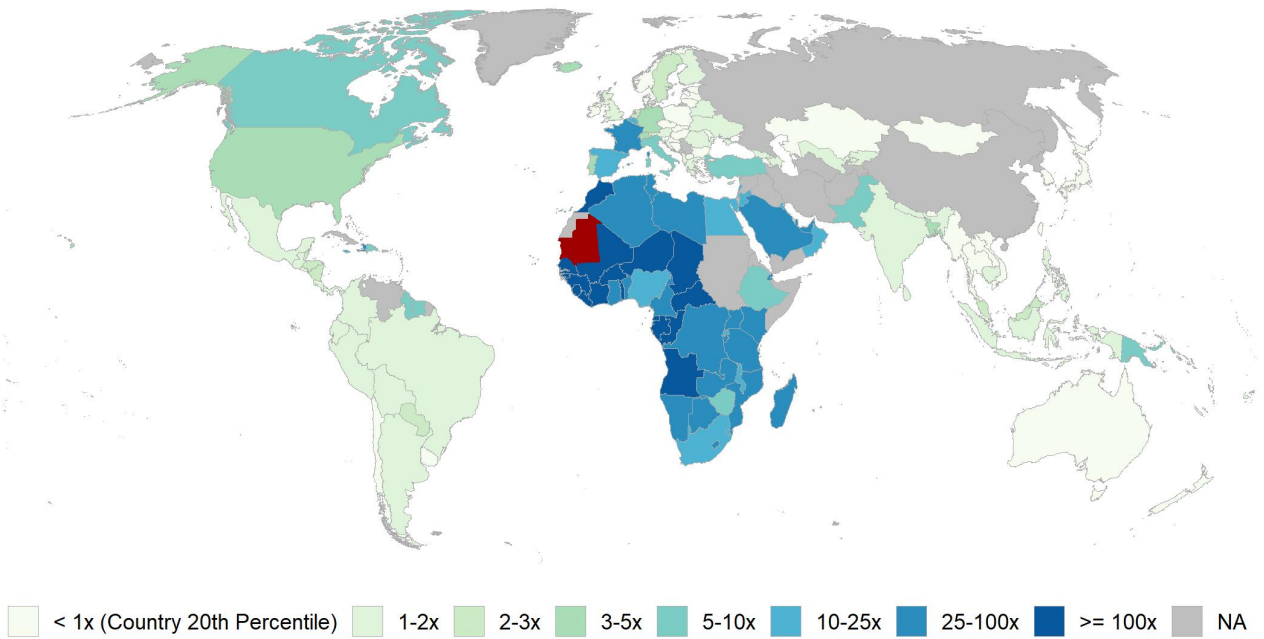 < 1x (Country 20th Percentile) 1-2x 2-3x 3-5x 5-10x 10-25x 25-100x >= 100x NA